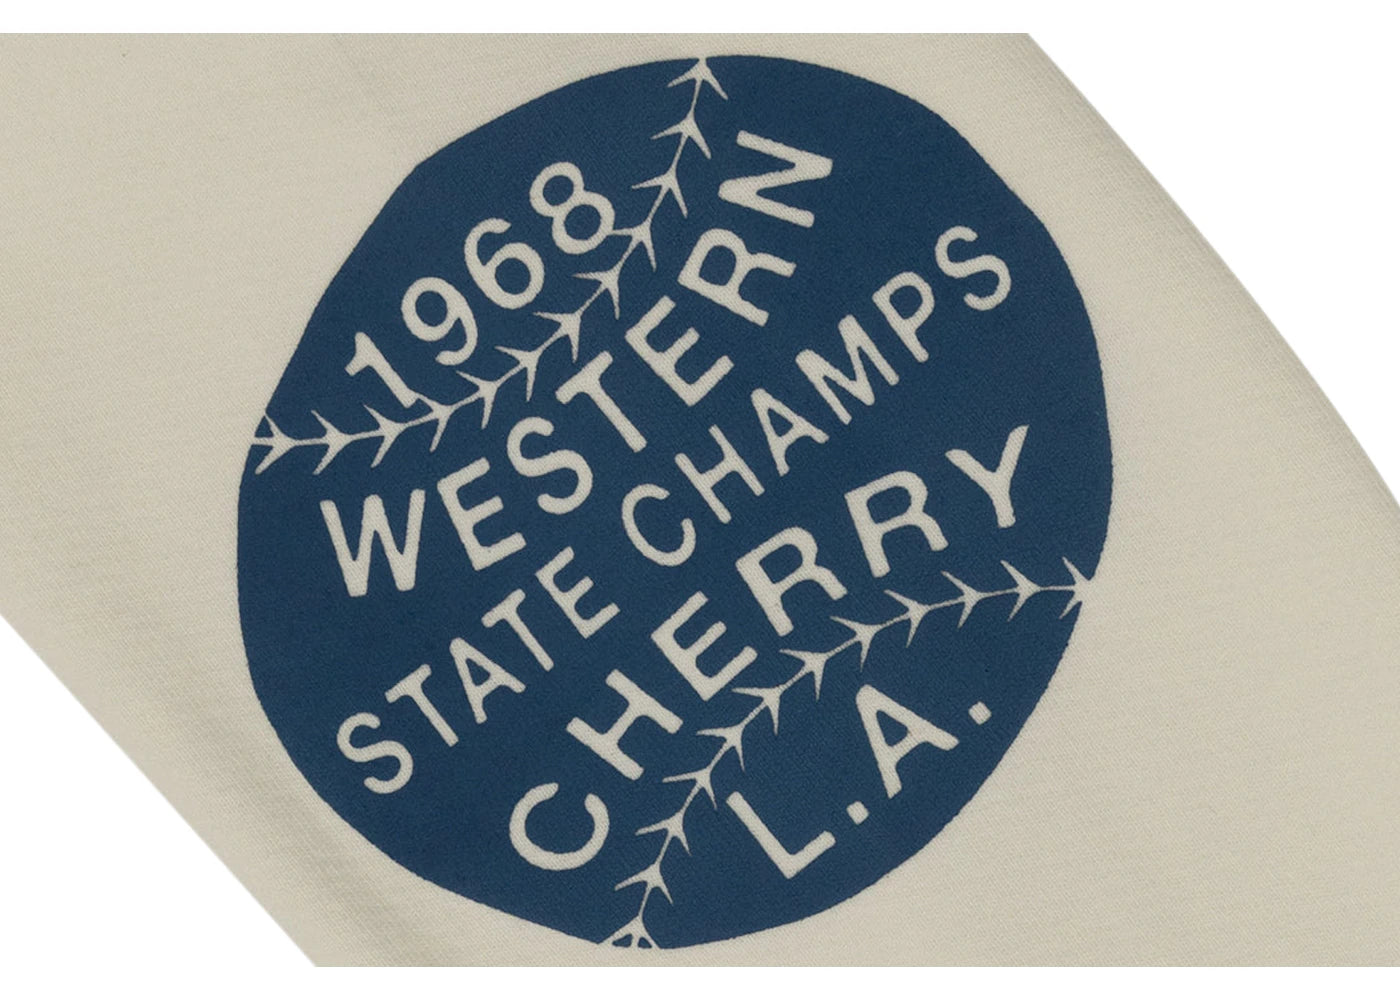 1968
WESTERN
STATE CHAMPS
CHERRY
L.A.